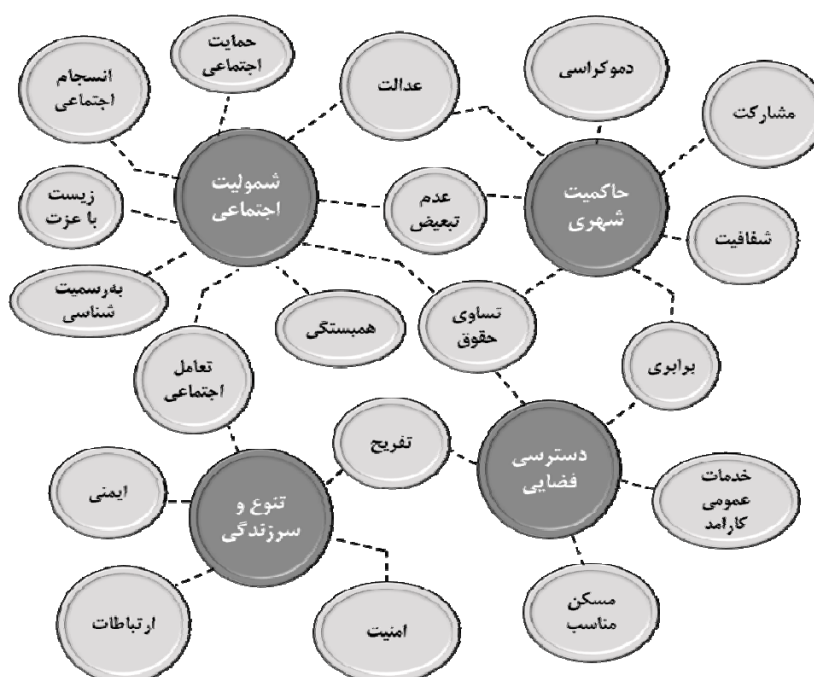 حمایت
اجتماعی
انسجام
اجتماعی
عدالت
دموکراسی
مشارکت
شمولیت
اجتماعی
حاکمیت
شهری
زیست
با عزت
عدم
تبعیض
شفافیت
به‌رسمیت
شناسی
همبستگی
تساوی
حقوق
تعامل
اجتماعی
برابری
تفریح
دسترسی
فضایی
ایمنی
تنوع و
سرزندگی
خدمات
عمومی
کارامد
ارتباطات
امنیت
مسکن
مناسب